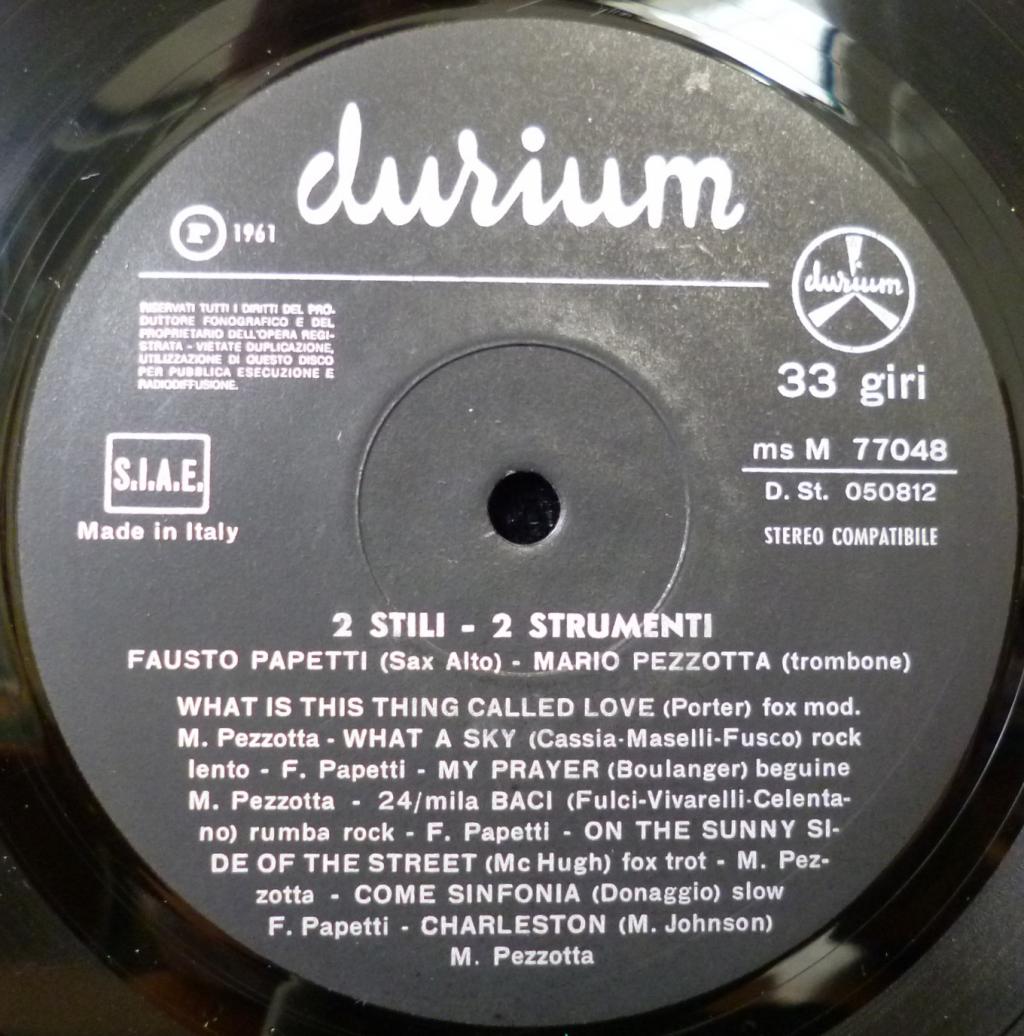 durium
P 1961
durium
RISERVATI TUTTI I DIRITTI DEL PRO-
DUTTORE FONOGRAFICO E DEL
PROPRIETARIO DELL'OPERA REGI-
STRATA - VIETATE DUPLICAZIONE,
UTILIZZAZIONE DI QUESTO DISCO
PER PUBBLICA ESECUZIONE E
RADIODIFFUSIONE.
33 giri
S.I.A.E.
Made in Italy
ms M 77048
D. St. 050812
STEREO COMPATIBILE
2 STILI - 2 STRUMENTI
FAUSTO PAPETTI (Sax Alto) - MARIO PEZZOTTA (trombone)
WHAT IS THIS THING CALLED LOVE (Porter) fox mod.
M. Pezzotta - WHAT A SKY (Cassia-Maselli-Fusco) rock
lento - F. Papetti - MY PRAYER (Boulanger) beguine
M. Pezzotta - 24/mila BACI (Fulci-Vivarelli-Celenta-
no) rumba rock - F. Papetti - ON THE SUNNY SI-
DE OF THE STREET (Mc Hugh) fox trot - M. Pez-
zotta - COME SINFONIA (Donaggio) slow
F. Papetti - CHARLESTON (M. Johnson)
M. Pezzotta